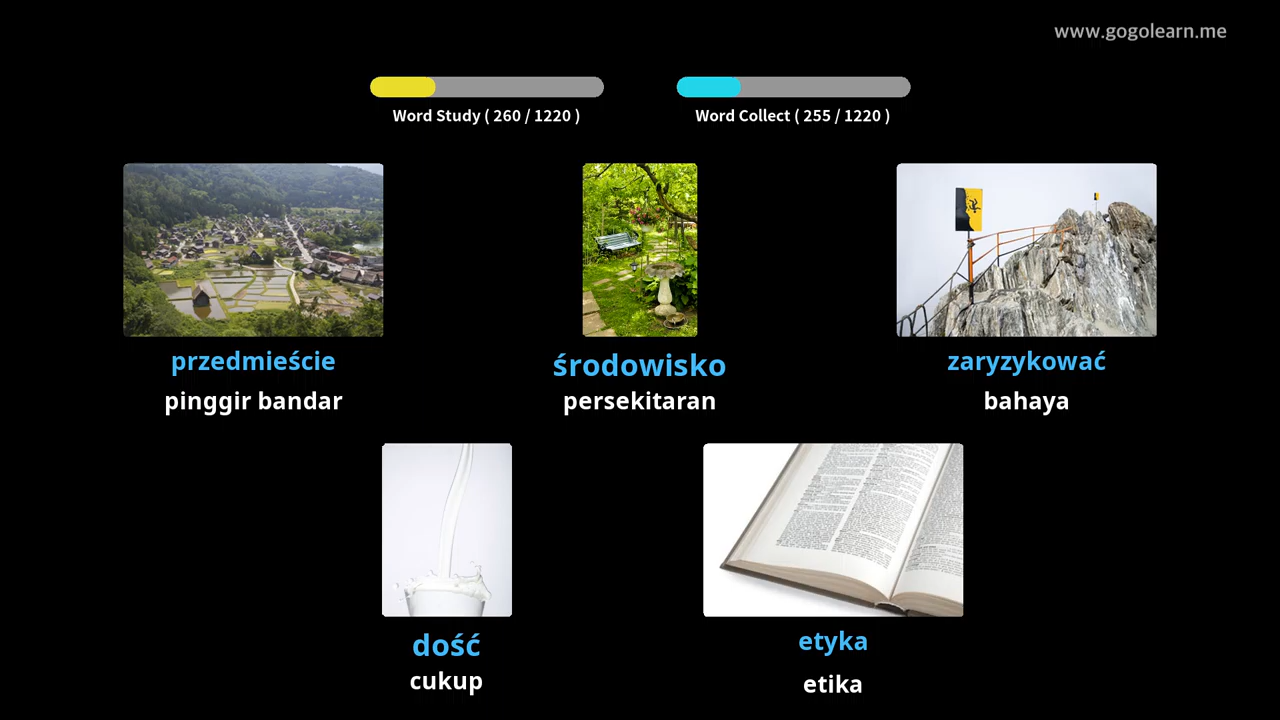 www.gogolearn.me
Word Study ( 260 / 1220 )
Word Collect ( 255 / 1220 )
przedmieście
pinggir bandar
środowisko
persekitaran
zaryzykować
bahaya
dość
cukup
etyka
etika